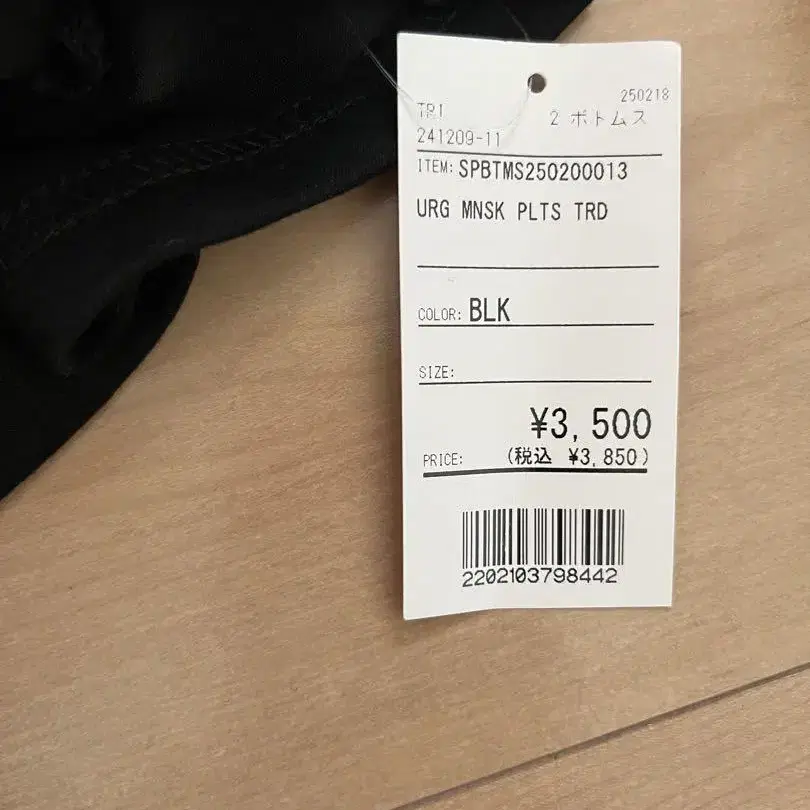 250218
TRI 2 ボトムス
241209-11
ITEM: SPBTMS250200013
URG MNSK PLTS TRD
COLOR: BLK
SIZE:
¥3,500
PRICE: (税込 ¥3,850)
2202103798442